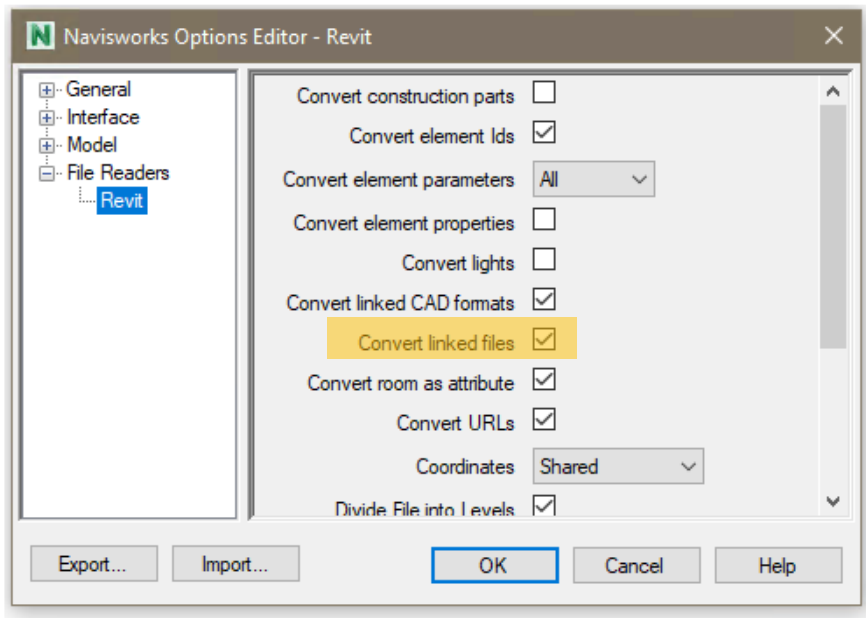 Navisworks Options Editor - Revit
General
Interface
Model
File Readers
Revit
Convert construction parts
Convert element Ids
Convert element parameters All
Convert element properties
Convert lights
Convert linked CAD formats
Convert linked files
Convert room as attribute
Convert URLs
Coordinates Shared
Divide File into Levels
Export... Import... OK Cancel Help